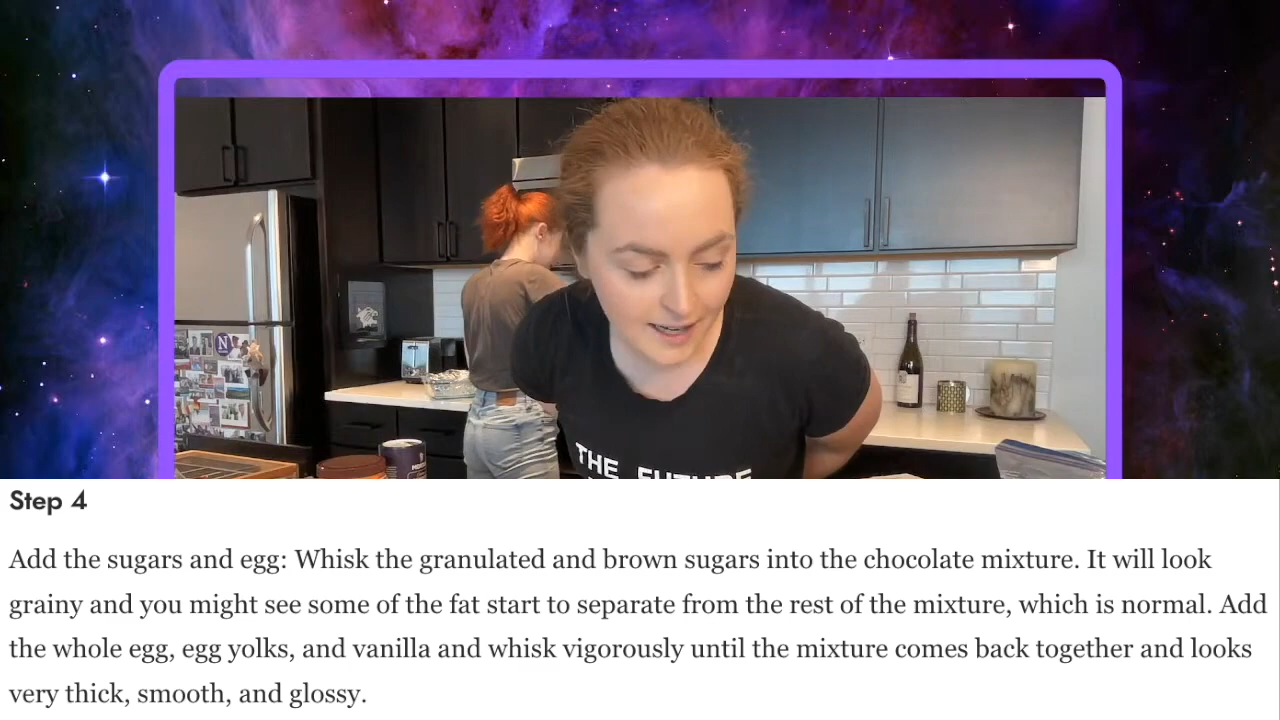 N
THE FUTURE
Step 4
Add the sugars and egg: Whisk the granulated and brown sugars into the chocolate mixture. It will look
grainy and you might see some of the fat start to separate from the rest of the mixture, which is normal. Add
the whole egg, egg yolks, and vanilla and whisk vigorously until the mixture comes back together and looks
very thick, smooth, and glossy.